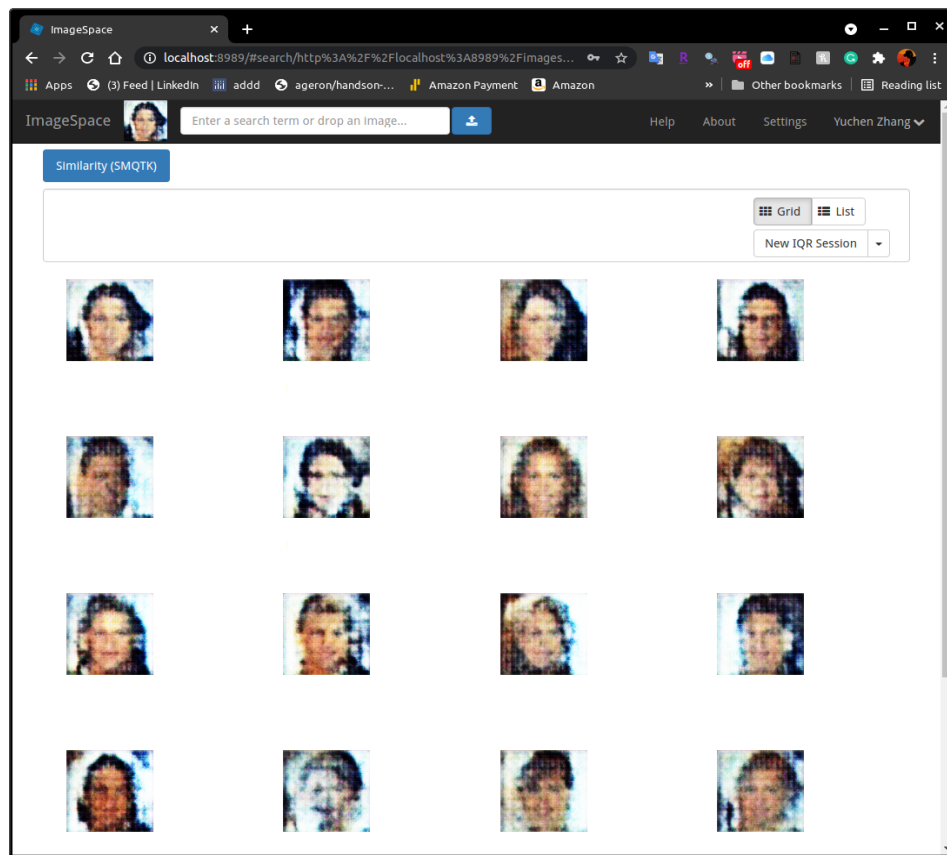 ImageSpace
localhost:8989/#search/http%3A%2F%2Flocalhost%3A8989%2Fimages...
off
Apps (3) Feed | LinkedIn addd ageron/handson-... Amazon Payment Amazon » Other bookmarks Reading list
ImageSpace Enter a search term or drop an image... Help About Settings Yuchen Zhang
Similarity (SMQTK)
Grid List
New IQR Session